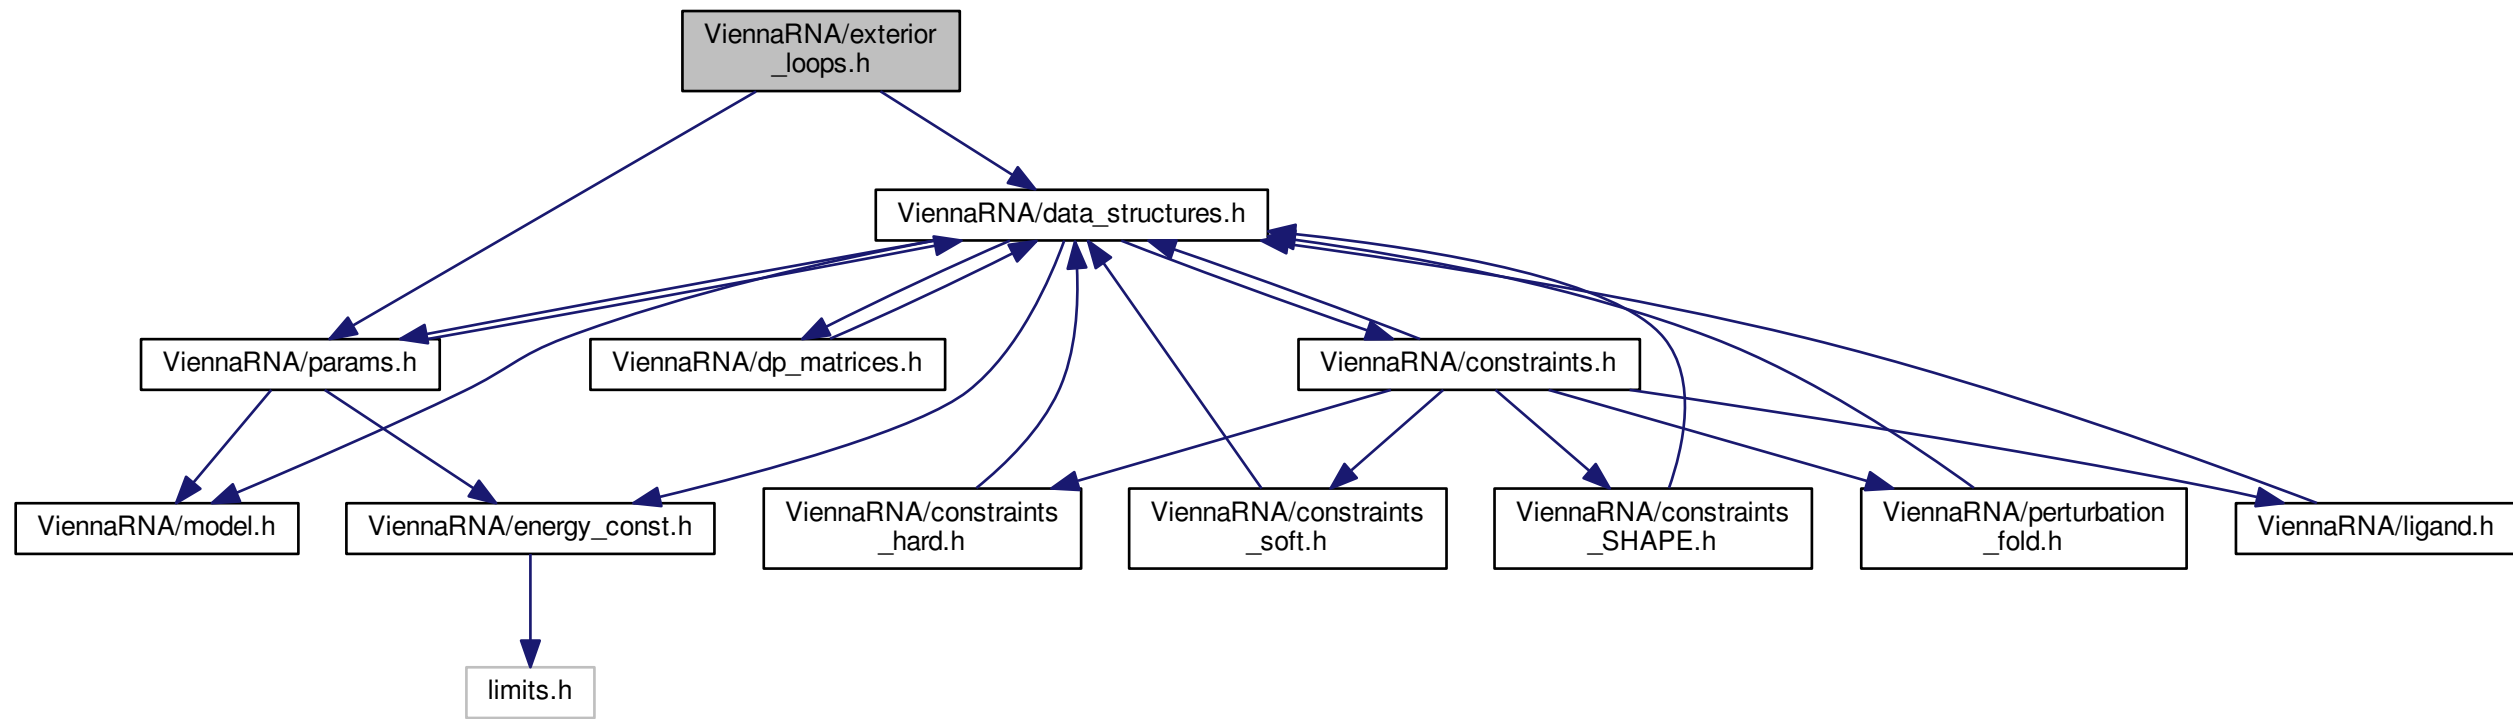 ViennaRNA/exterior
_loops.h
ViennaRNA/data_structures.h
ViennaRNA/params.h
ViennaRNA/dp_matrices.h
ViennaRNA/constraints.h
ViennaRNA/model.h
ViennaRNA/energy_const.h
ViennaRNA/constraints
_hard.h
ViennaRNA/constraints
_soft.h
ViennaRNA/constraints
_SHAPE.h
ViennaRNA/perturbation
_fold.h
ViennaRNA/ligand.h
limits.h